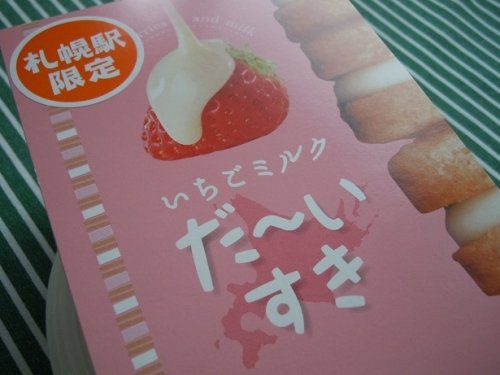 札幌駅
限定
and milk
いちごミルク
だ〜い
すき